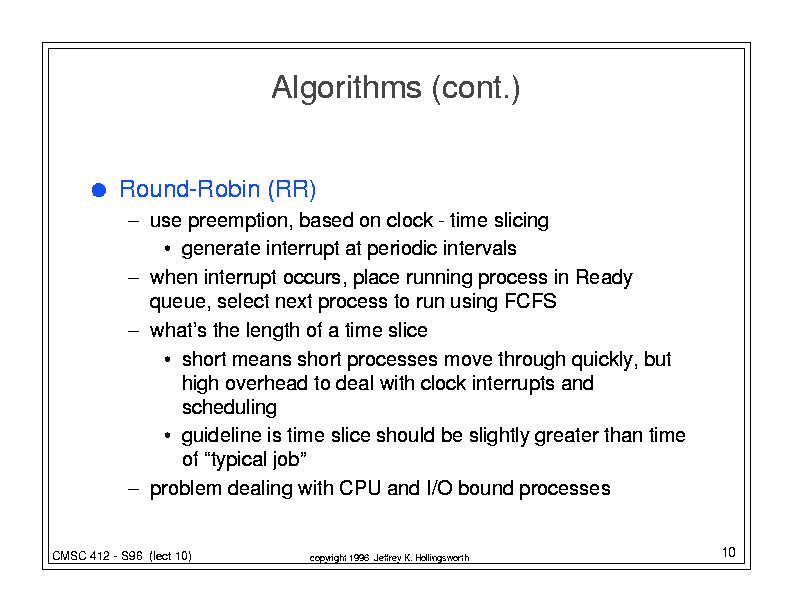 Algorithms (cont.)
● Round-Robin (RR)
– use preemption, based on clock - time slicing
• generate interrupt at periodic intervals
– when interrupt occurs, place running process in Ready
queue, select next process to run using FCFS
– what's the length of a time slice
• short means short processes move through quickly, but
high overhead to deal with clock interrupts and
scheduling
• guideline is time slice should be slightly greater than time
of “typical job”
– problem dealing with CPU and I/O bound processes
CMSC 412 - S96 (lect 10)
copyright 1996 Jeffrey K. Hollingsworth
10